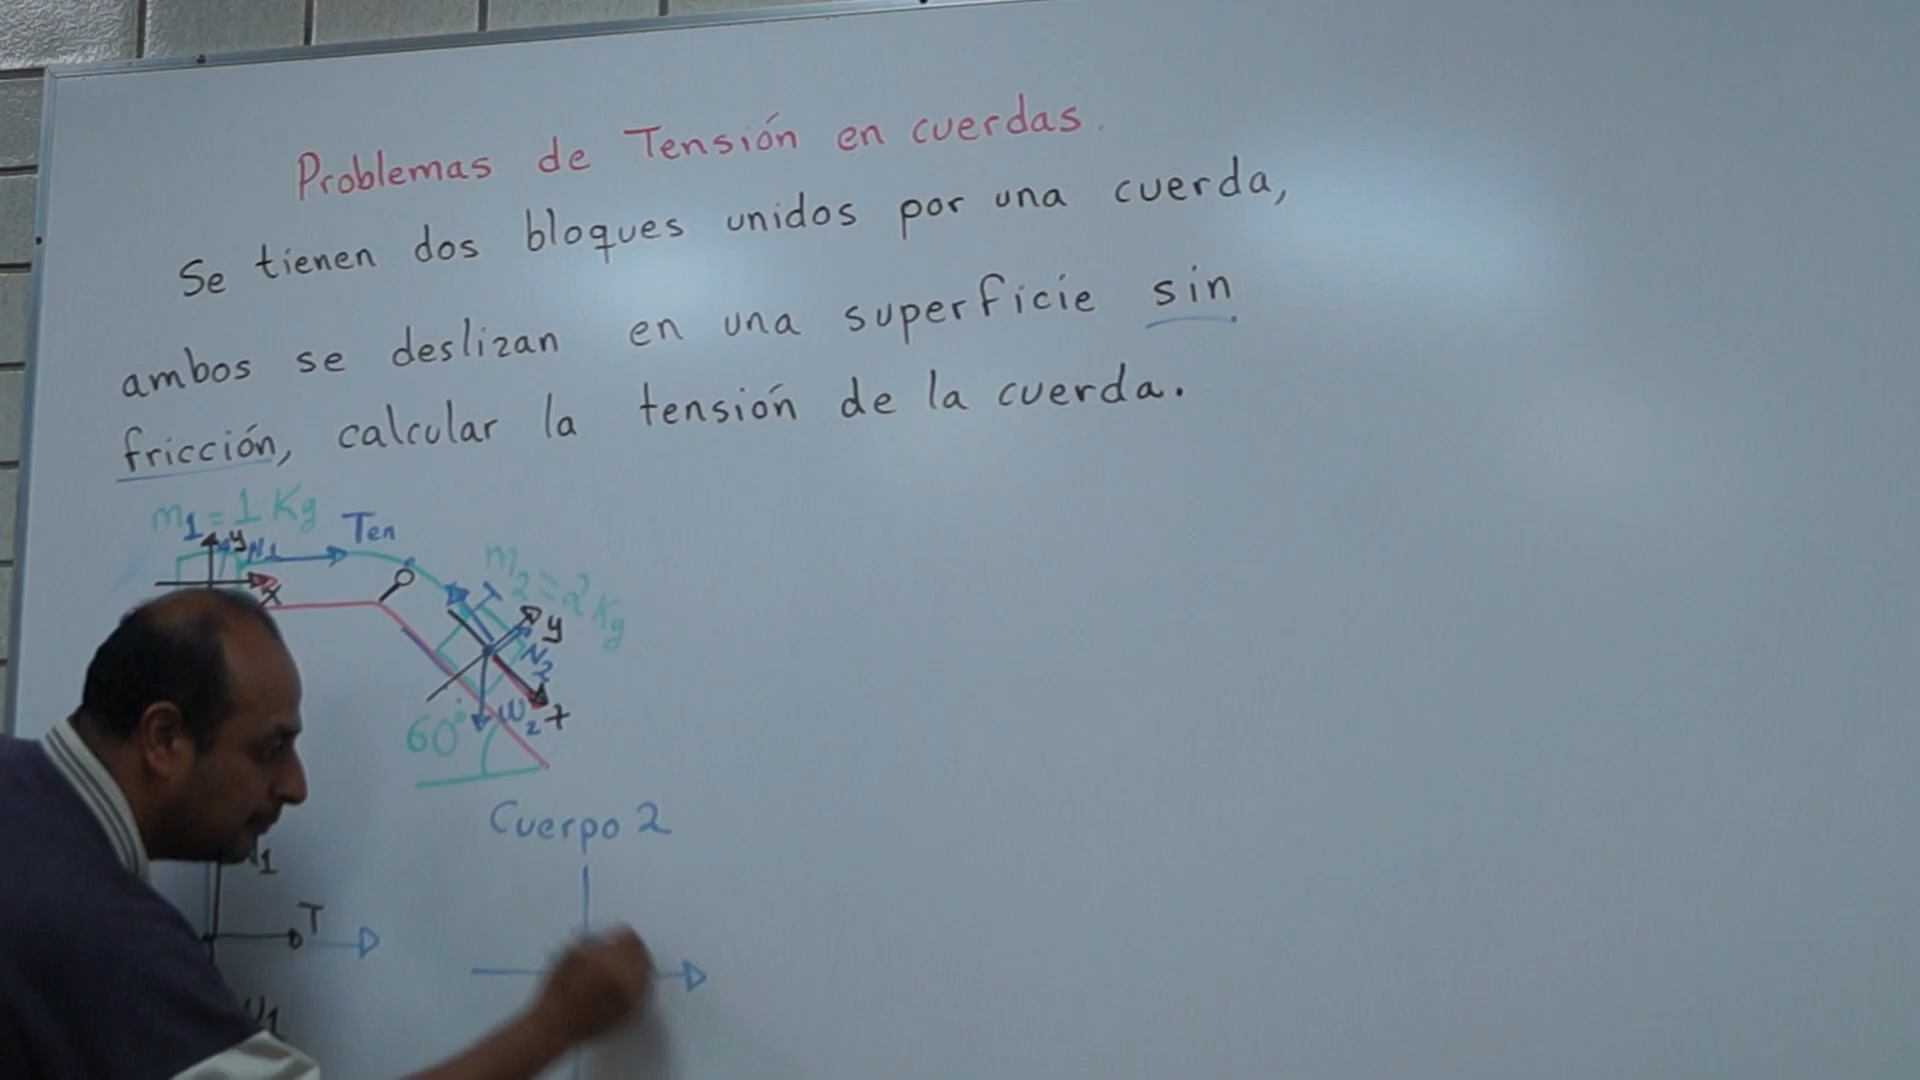 Problemas de Tensión en cuerdas.
Se tienen dos bloques unidos por una cuerda,
ambos se deslizan en una superficie sin
fricción, calcular la tensión de la cuerda.
m1 = 1 Kg
Ten
y
N1
x
m2 = 2 Kg
T
y
N2
W2
x
60°
Cuerpo 2
T